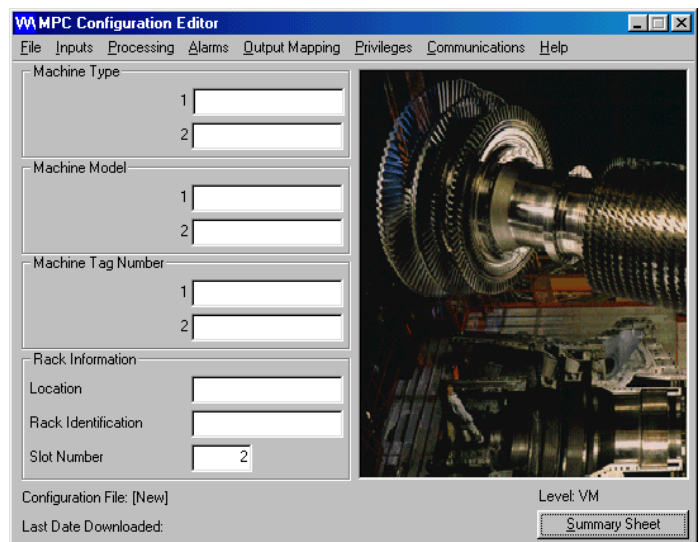 MPC Configuration Editor
File Inputs Processing Alarms Output Mapping Privileges Communications Help
Machine Type
1
2
Machine Model
1
2
Machine Tag Number
1
2
Rack Information
Location
Rack Identification
Slot Number 2
Configuration File: [New]
Level: VM
Last Date Downloaded:
Summary Sheet